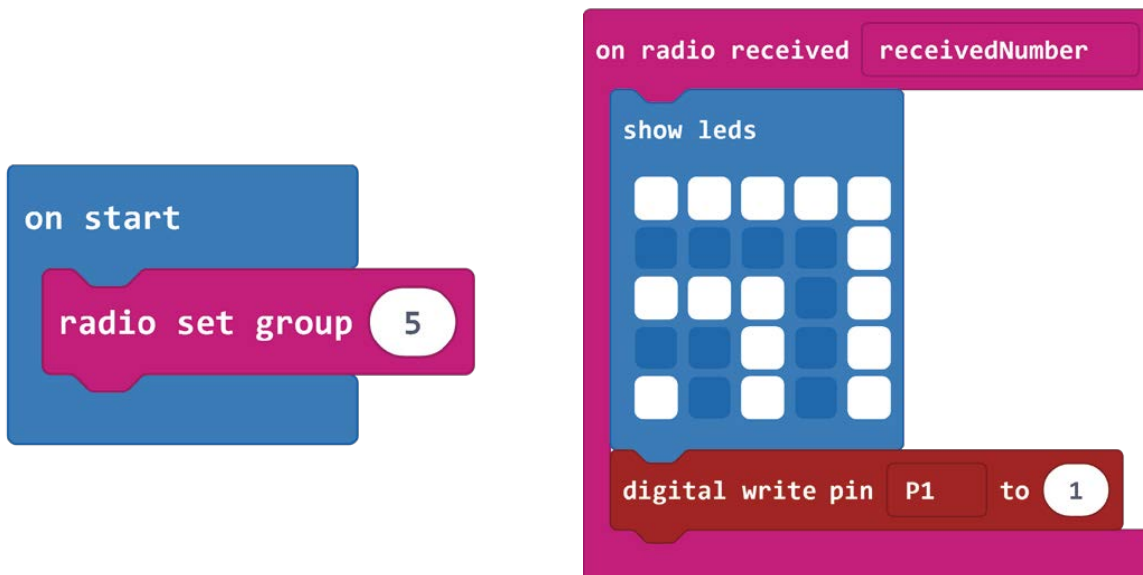 on start
radio set group 5
on radio received receivedNumber
show leds
digital write pin P1 to 1